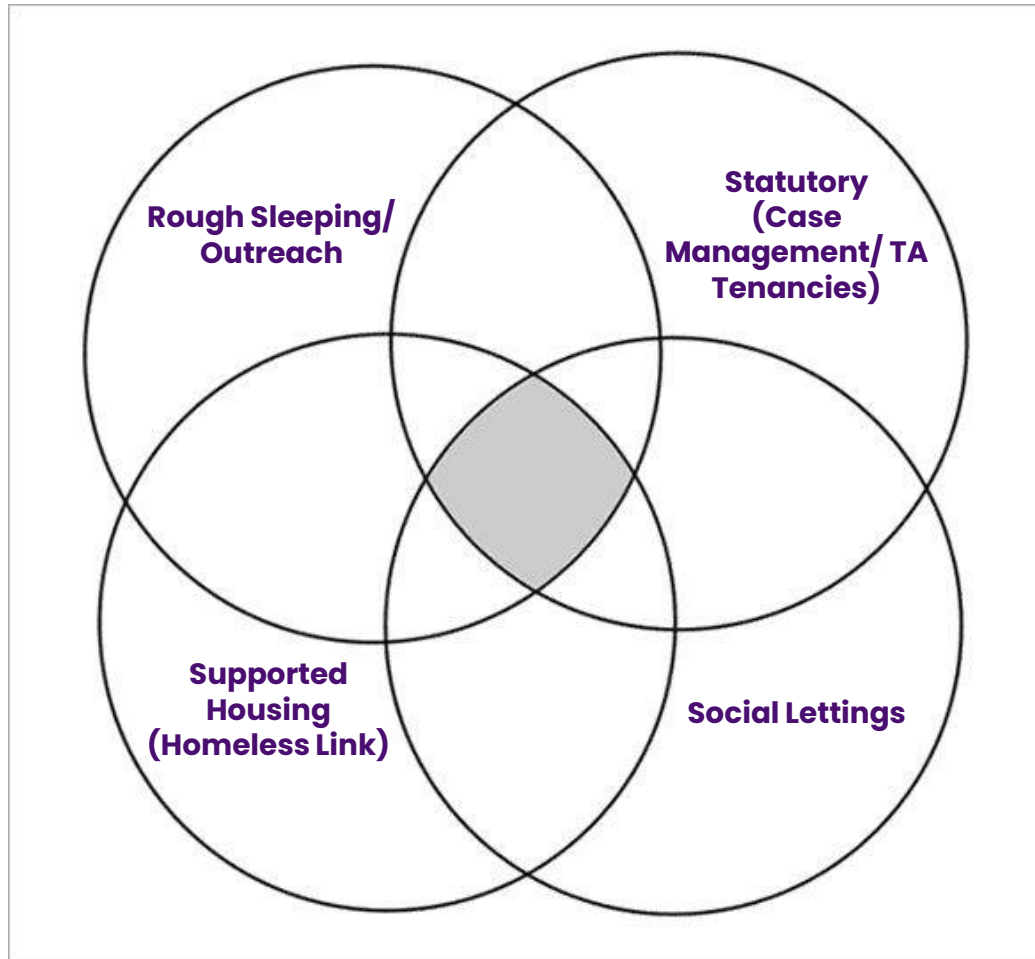 Rough Sleeping/
Outreach
Statutory
(Case
Management/ TA
Tenancies)
Supported
Housing
(Homeless Link)
Social Lettings